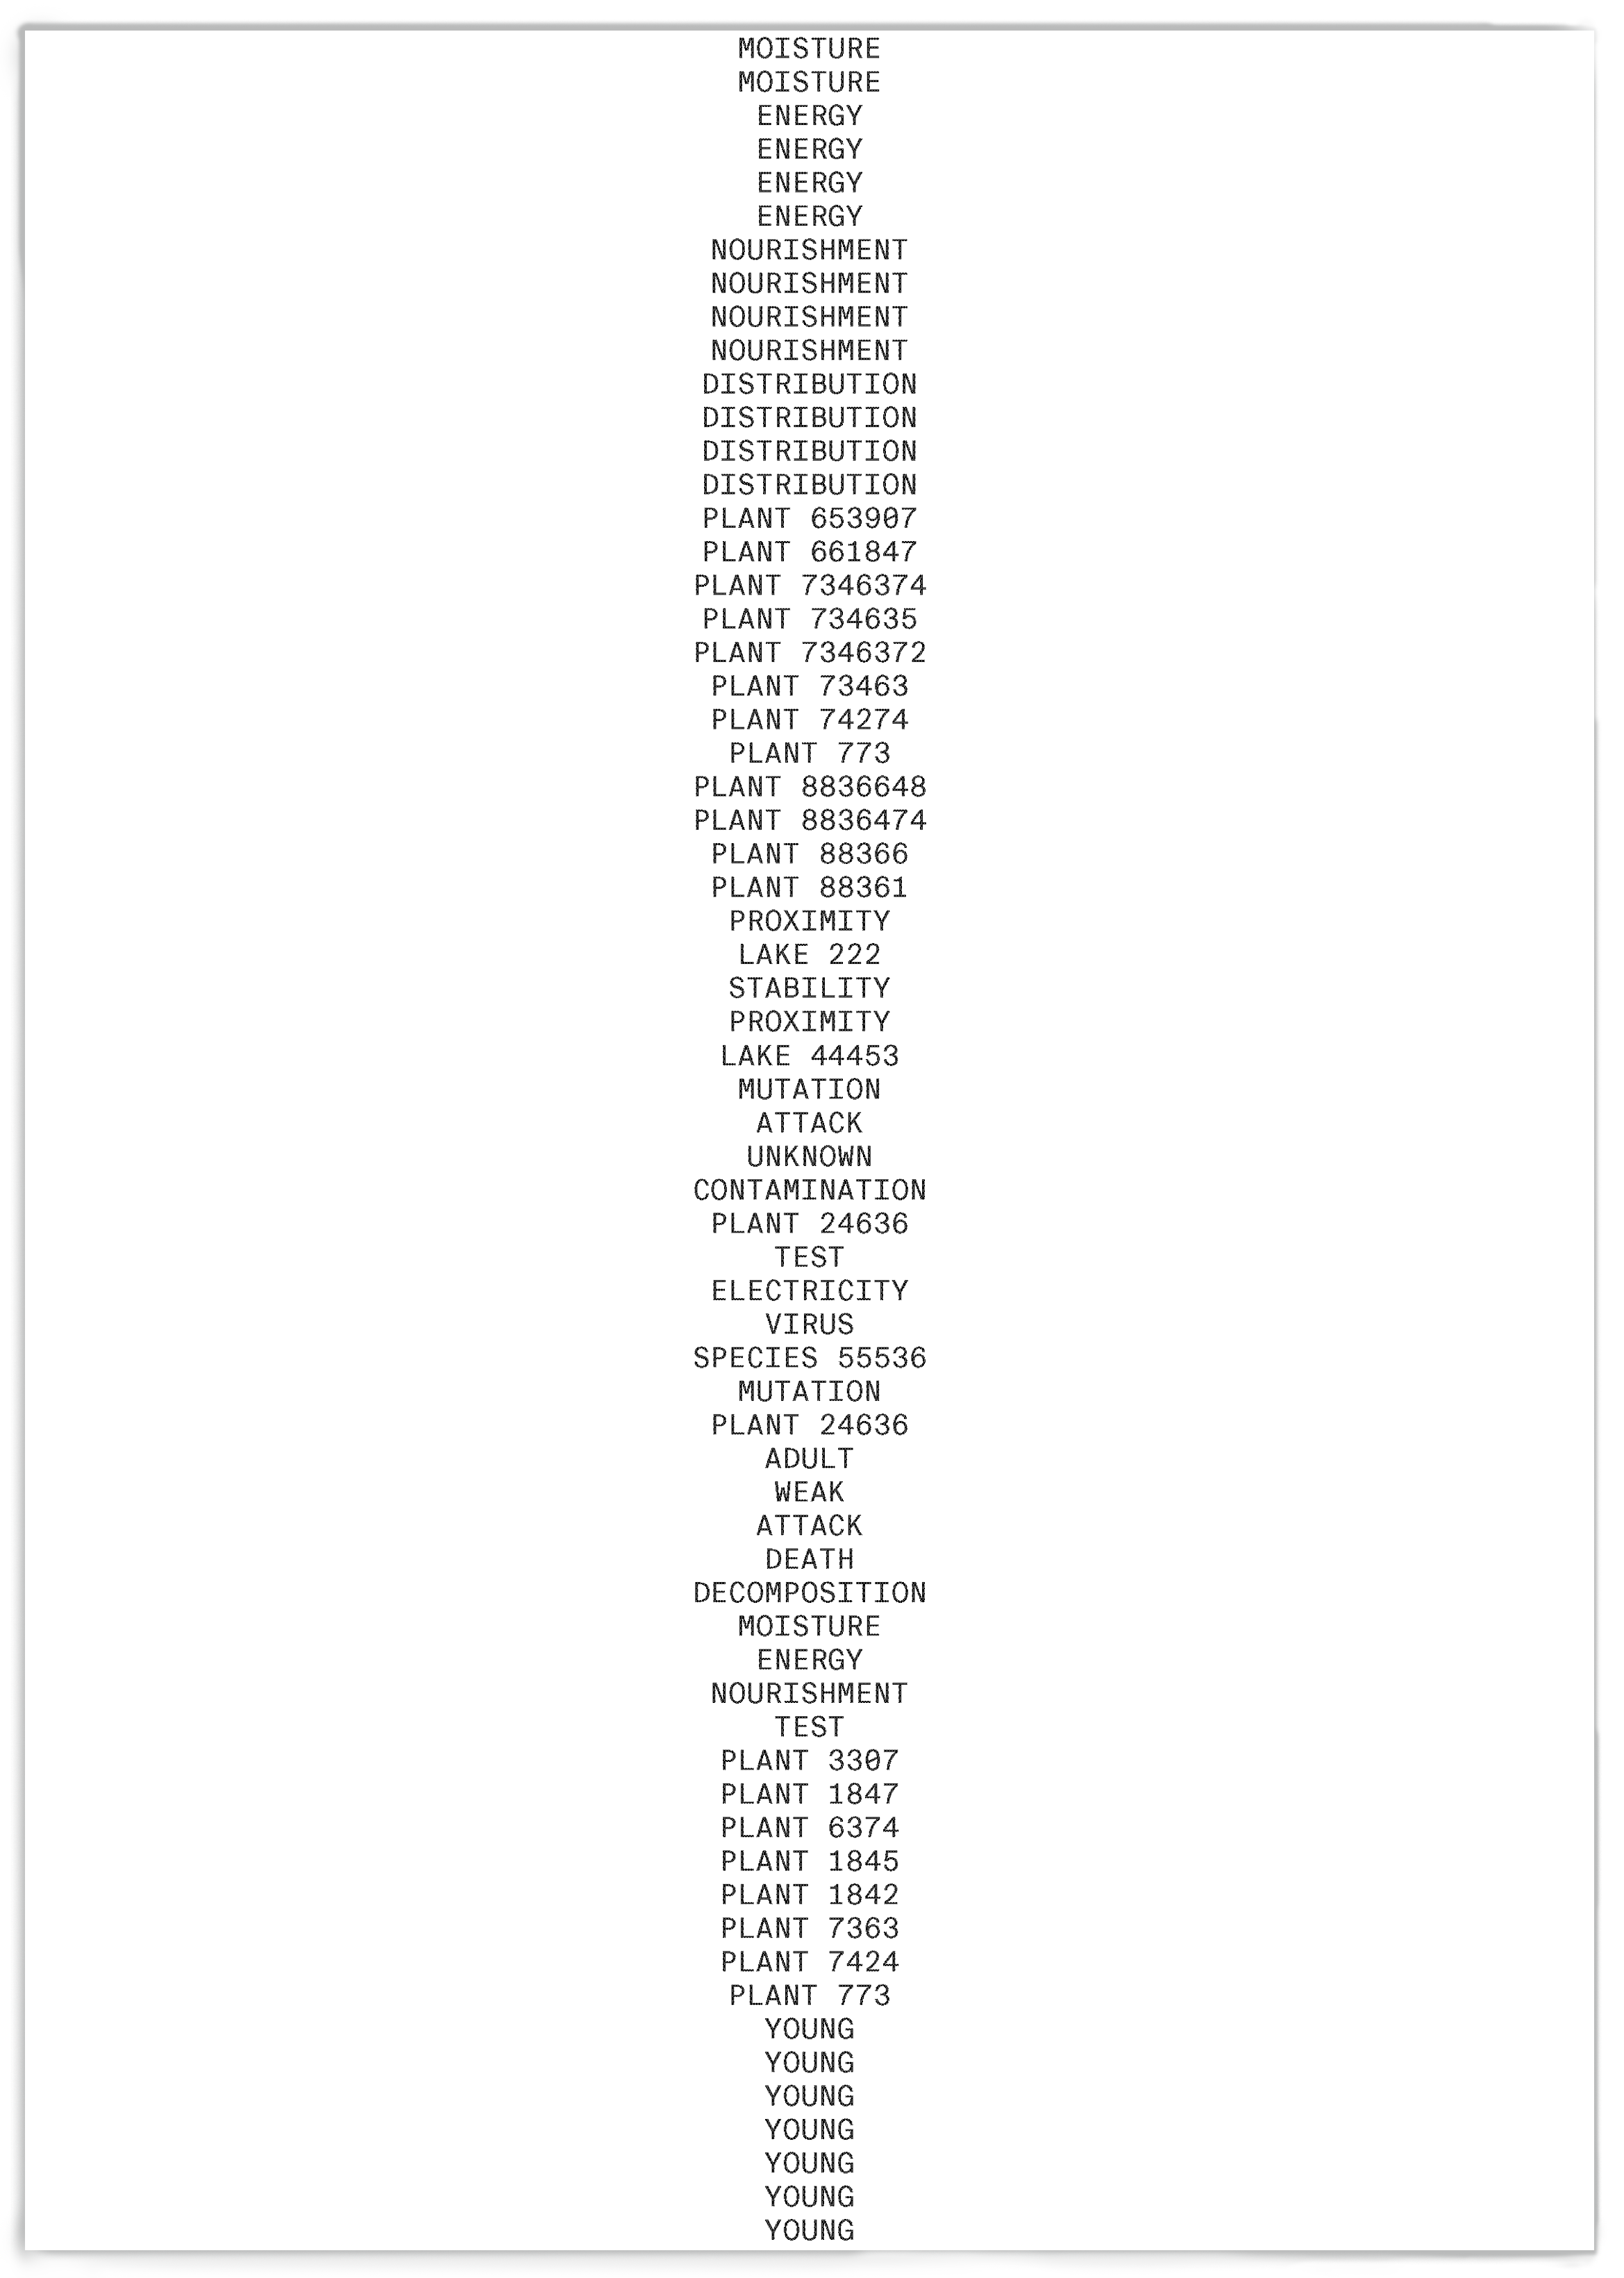 MOISTURE
MOISTURE
ENERGY
ENERGY
ENERGY
ENERGY
NOURISHMENT
NOURISHMENT
NOURISHMENT
NOURISHMENT
DISTRIBUTION
DISTRIBUTION
DISTRIBUTION
DISTRIBUTION
PLANT 653907
PLANT 661847
PLANT 7346374
PLANT 734635
PLANT 7346372
PLANT 73463
PLANT 74274
PLANT 773
PLANT 8836648
PLANT 8836474
PLANT 88366
PLANT 88361
PROXIMITY
LAKE 222
STABILITY
PROXIMITY
LAKE 44453
MUTATION
ATTACK
UNKNOWN
CONTAMINATION
PLANT 24636
TEST
ELECTRICITY
VIRUS
SPECIES 55536
MUTATION
PLANT 24636
ADULT
WEAK
ATTACK
DEATH
DECOMPOSITION
MOISTURE
ENERGY
NOURISHMENT
TEST
PLANT 3307
PLANT 1847
PLANT 6374
PLANT 1845
PLANT 1842
PLANT 7363
PLANT 7424
PLANT 773
YOUNG
YOUNG
YOUNG
YOUNG
YOUNG
YOUNG
YOUNG